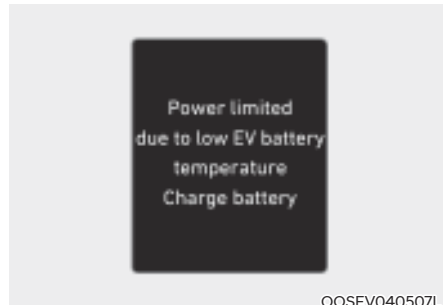 Power limited
due to low EV battery
temperature
Charge battery
OOSEV040507L